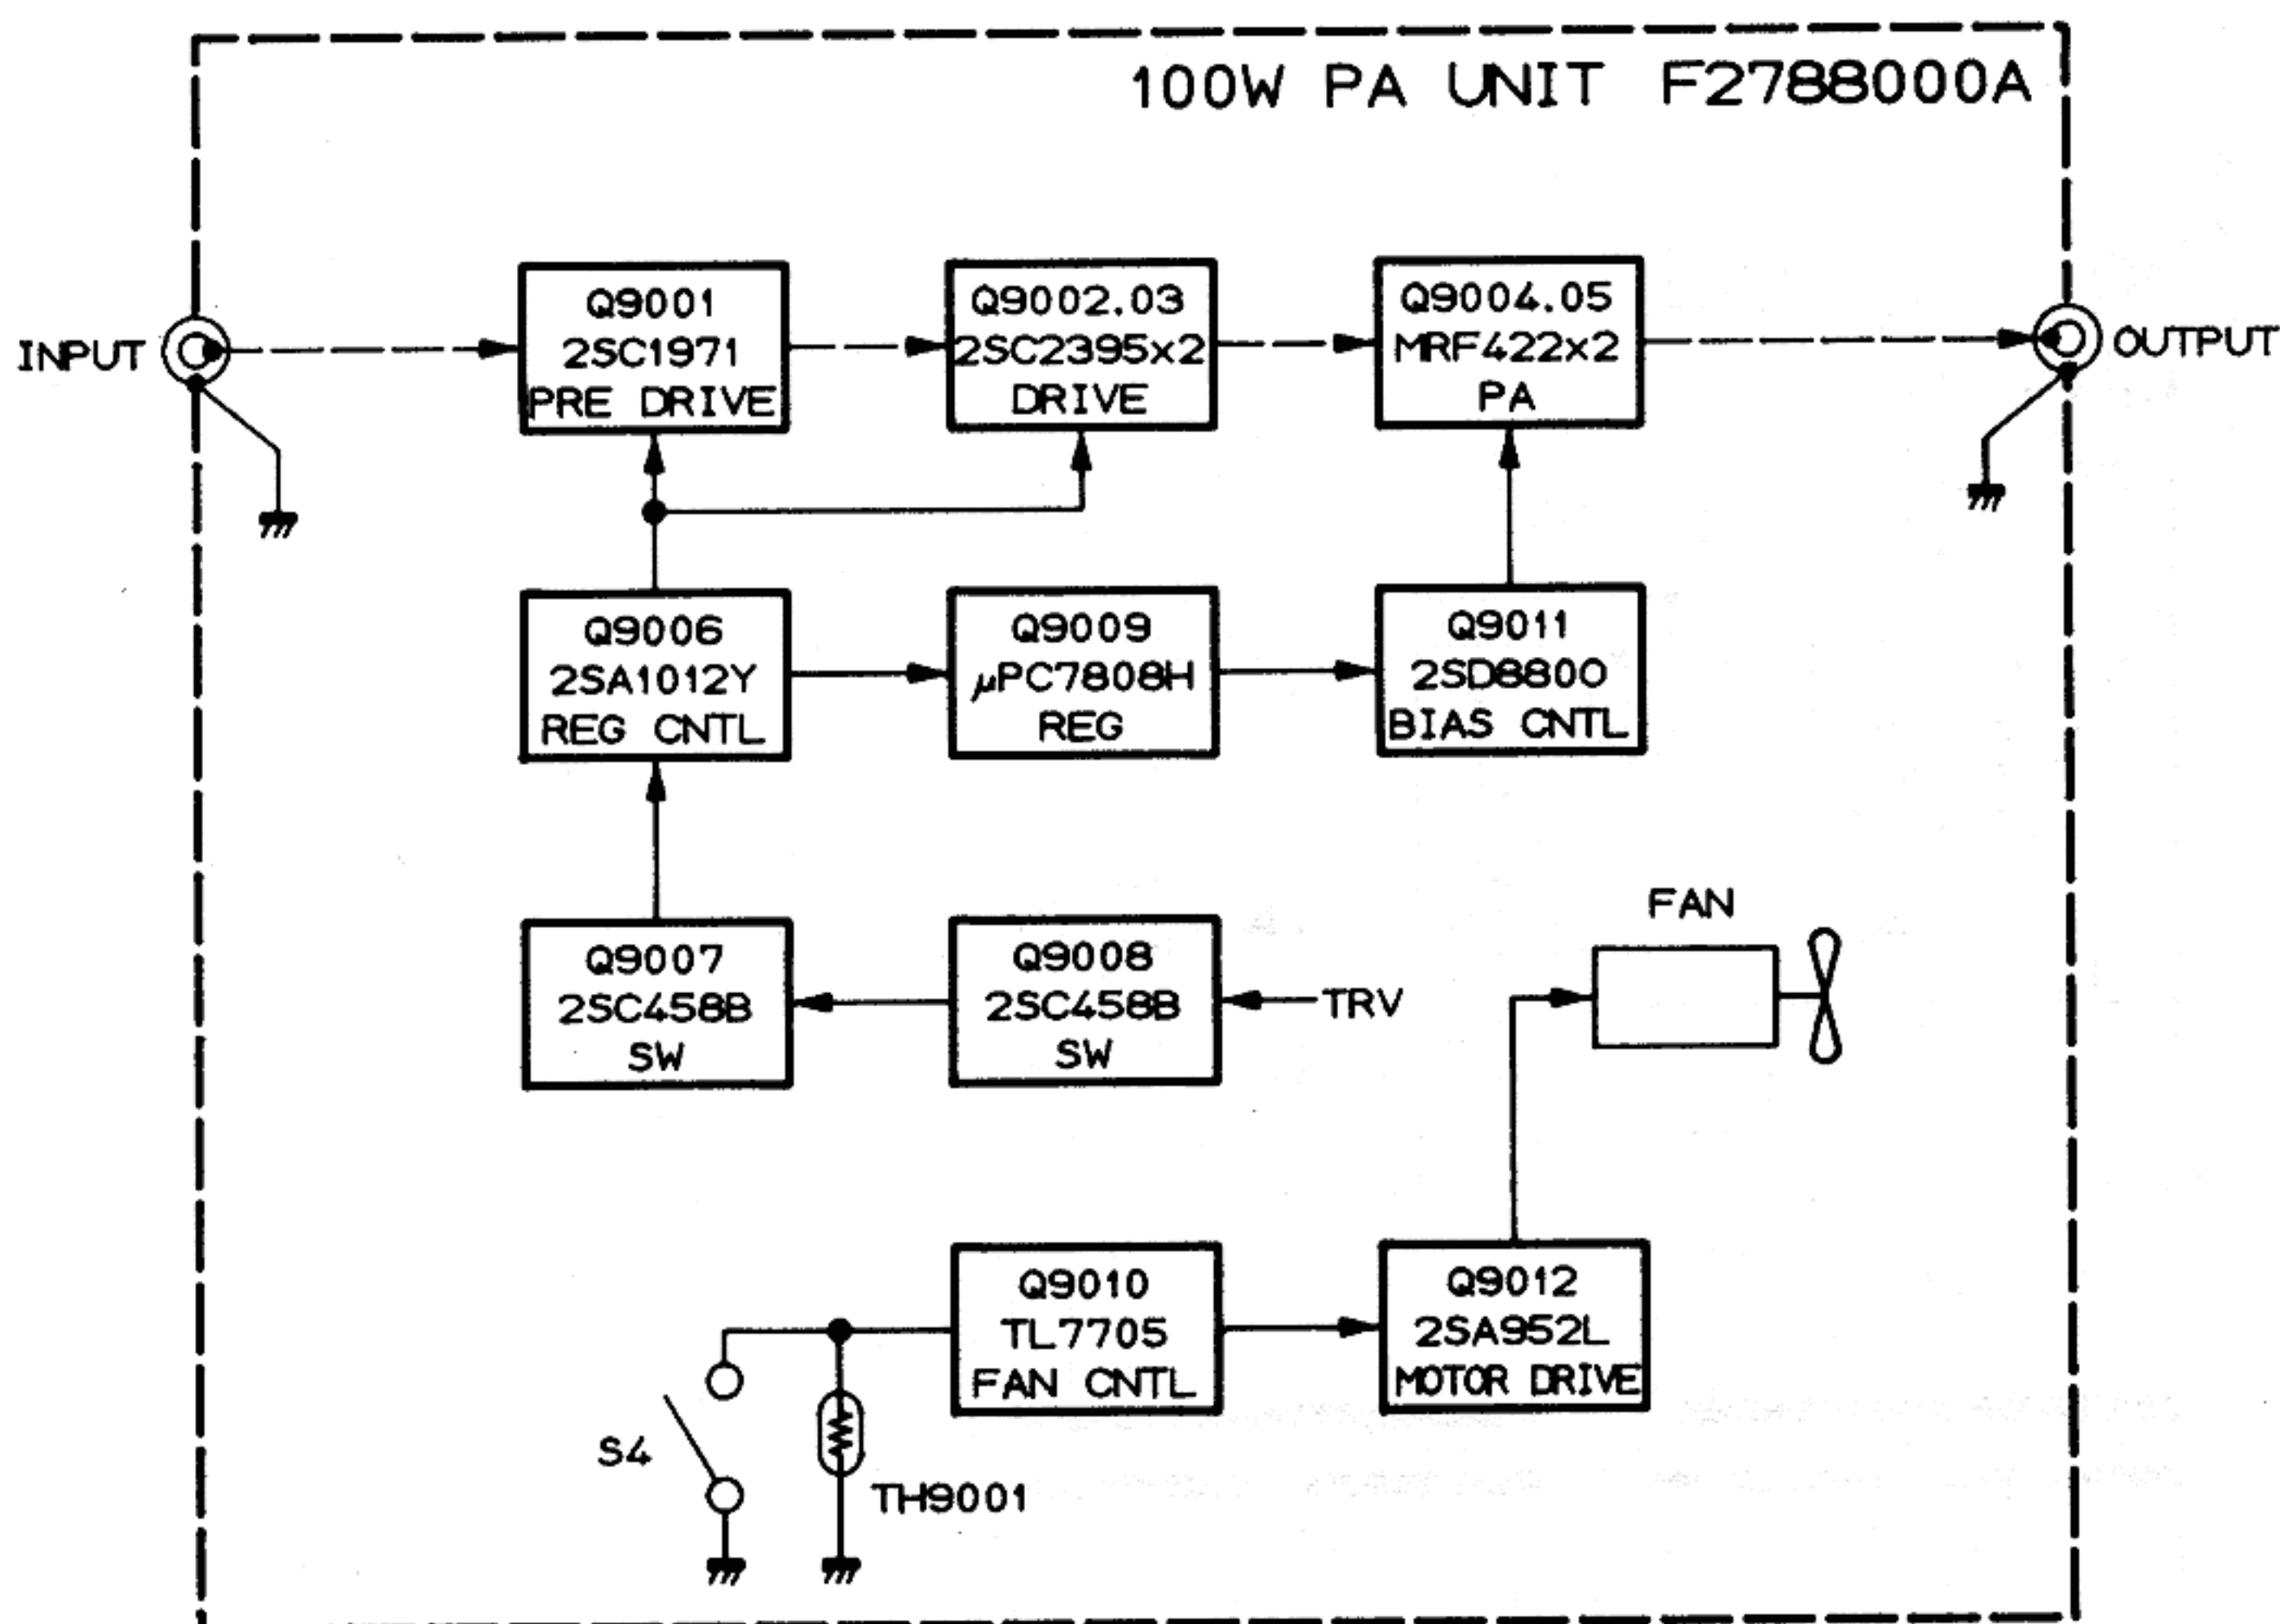 100W PA UNIT F2788000A
INPUT
Q9001
2SC1971
PRE DRIVE
Q9002.03
2SC2395x2
DRIVE
Q9004.05
MRF422x2
PA
OUTPUT
Q9006
2SA1012Y
REG CNTL
Q9009
μPC7808H
REG
Q9011
2SD880O
BIAS CNTL
Q9007
2SC458B
SW
Q9008
2SC458B
SW
TRV
FAN
Q9010
TL7705
FAN CNTL
Q9012
2SA952L
MOTOR DRIVE
S4
TH9001